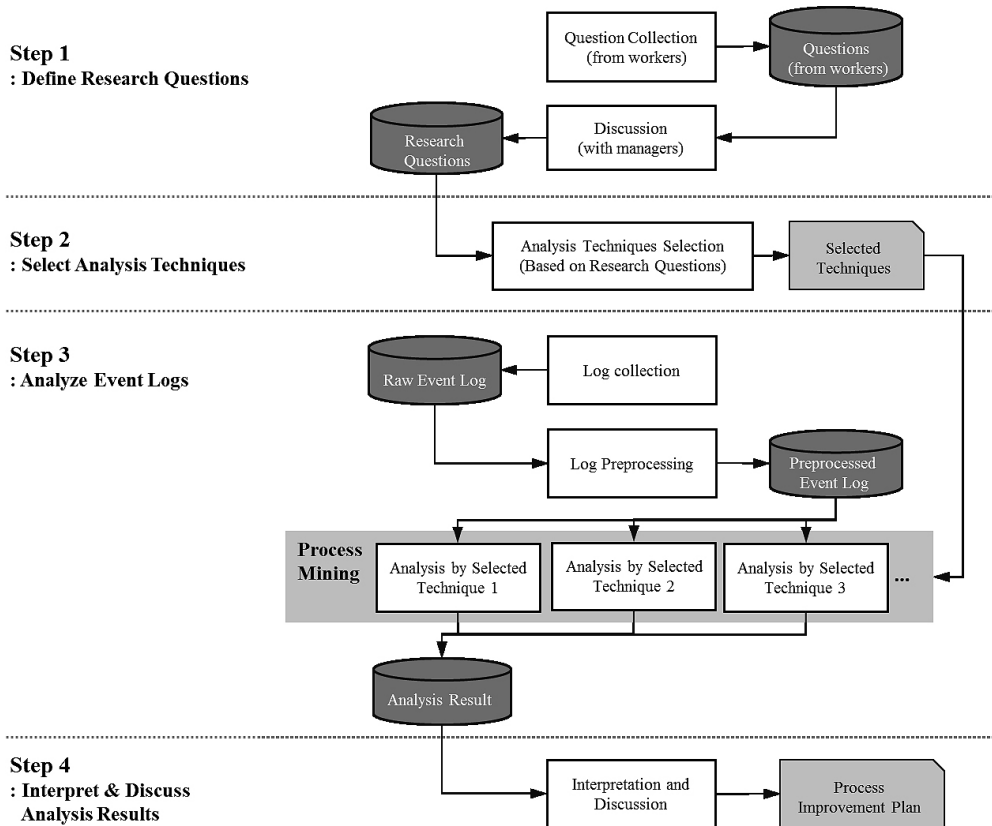 Step 1
: Define Research Questions
Question Collection
(from workers)
Questions
(from workers)
Discussion
(with managers)
Research
Questions
Step 2
: Select Analysis Techniques
Analysis Techniques Selection
(Based on Research Questions)
Selected
Techniques
Step 3
: Analyze Event Logs
Raw Event Log
Log collection
Log Preprocessing
Preprocessed
Event Log
Process
Mining
Analysis by Selected
Technique 1
Analysis by Selected
Technique 2
Analysis by Selected
Technique 3
...
Analysis Result
Step 4
: Interpret & Discuss
Analysis Results
Interpretation and
Discussion
Process
Improvement Plan